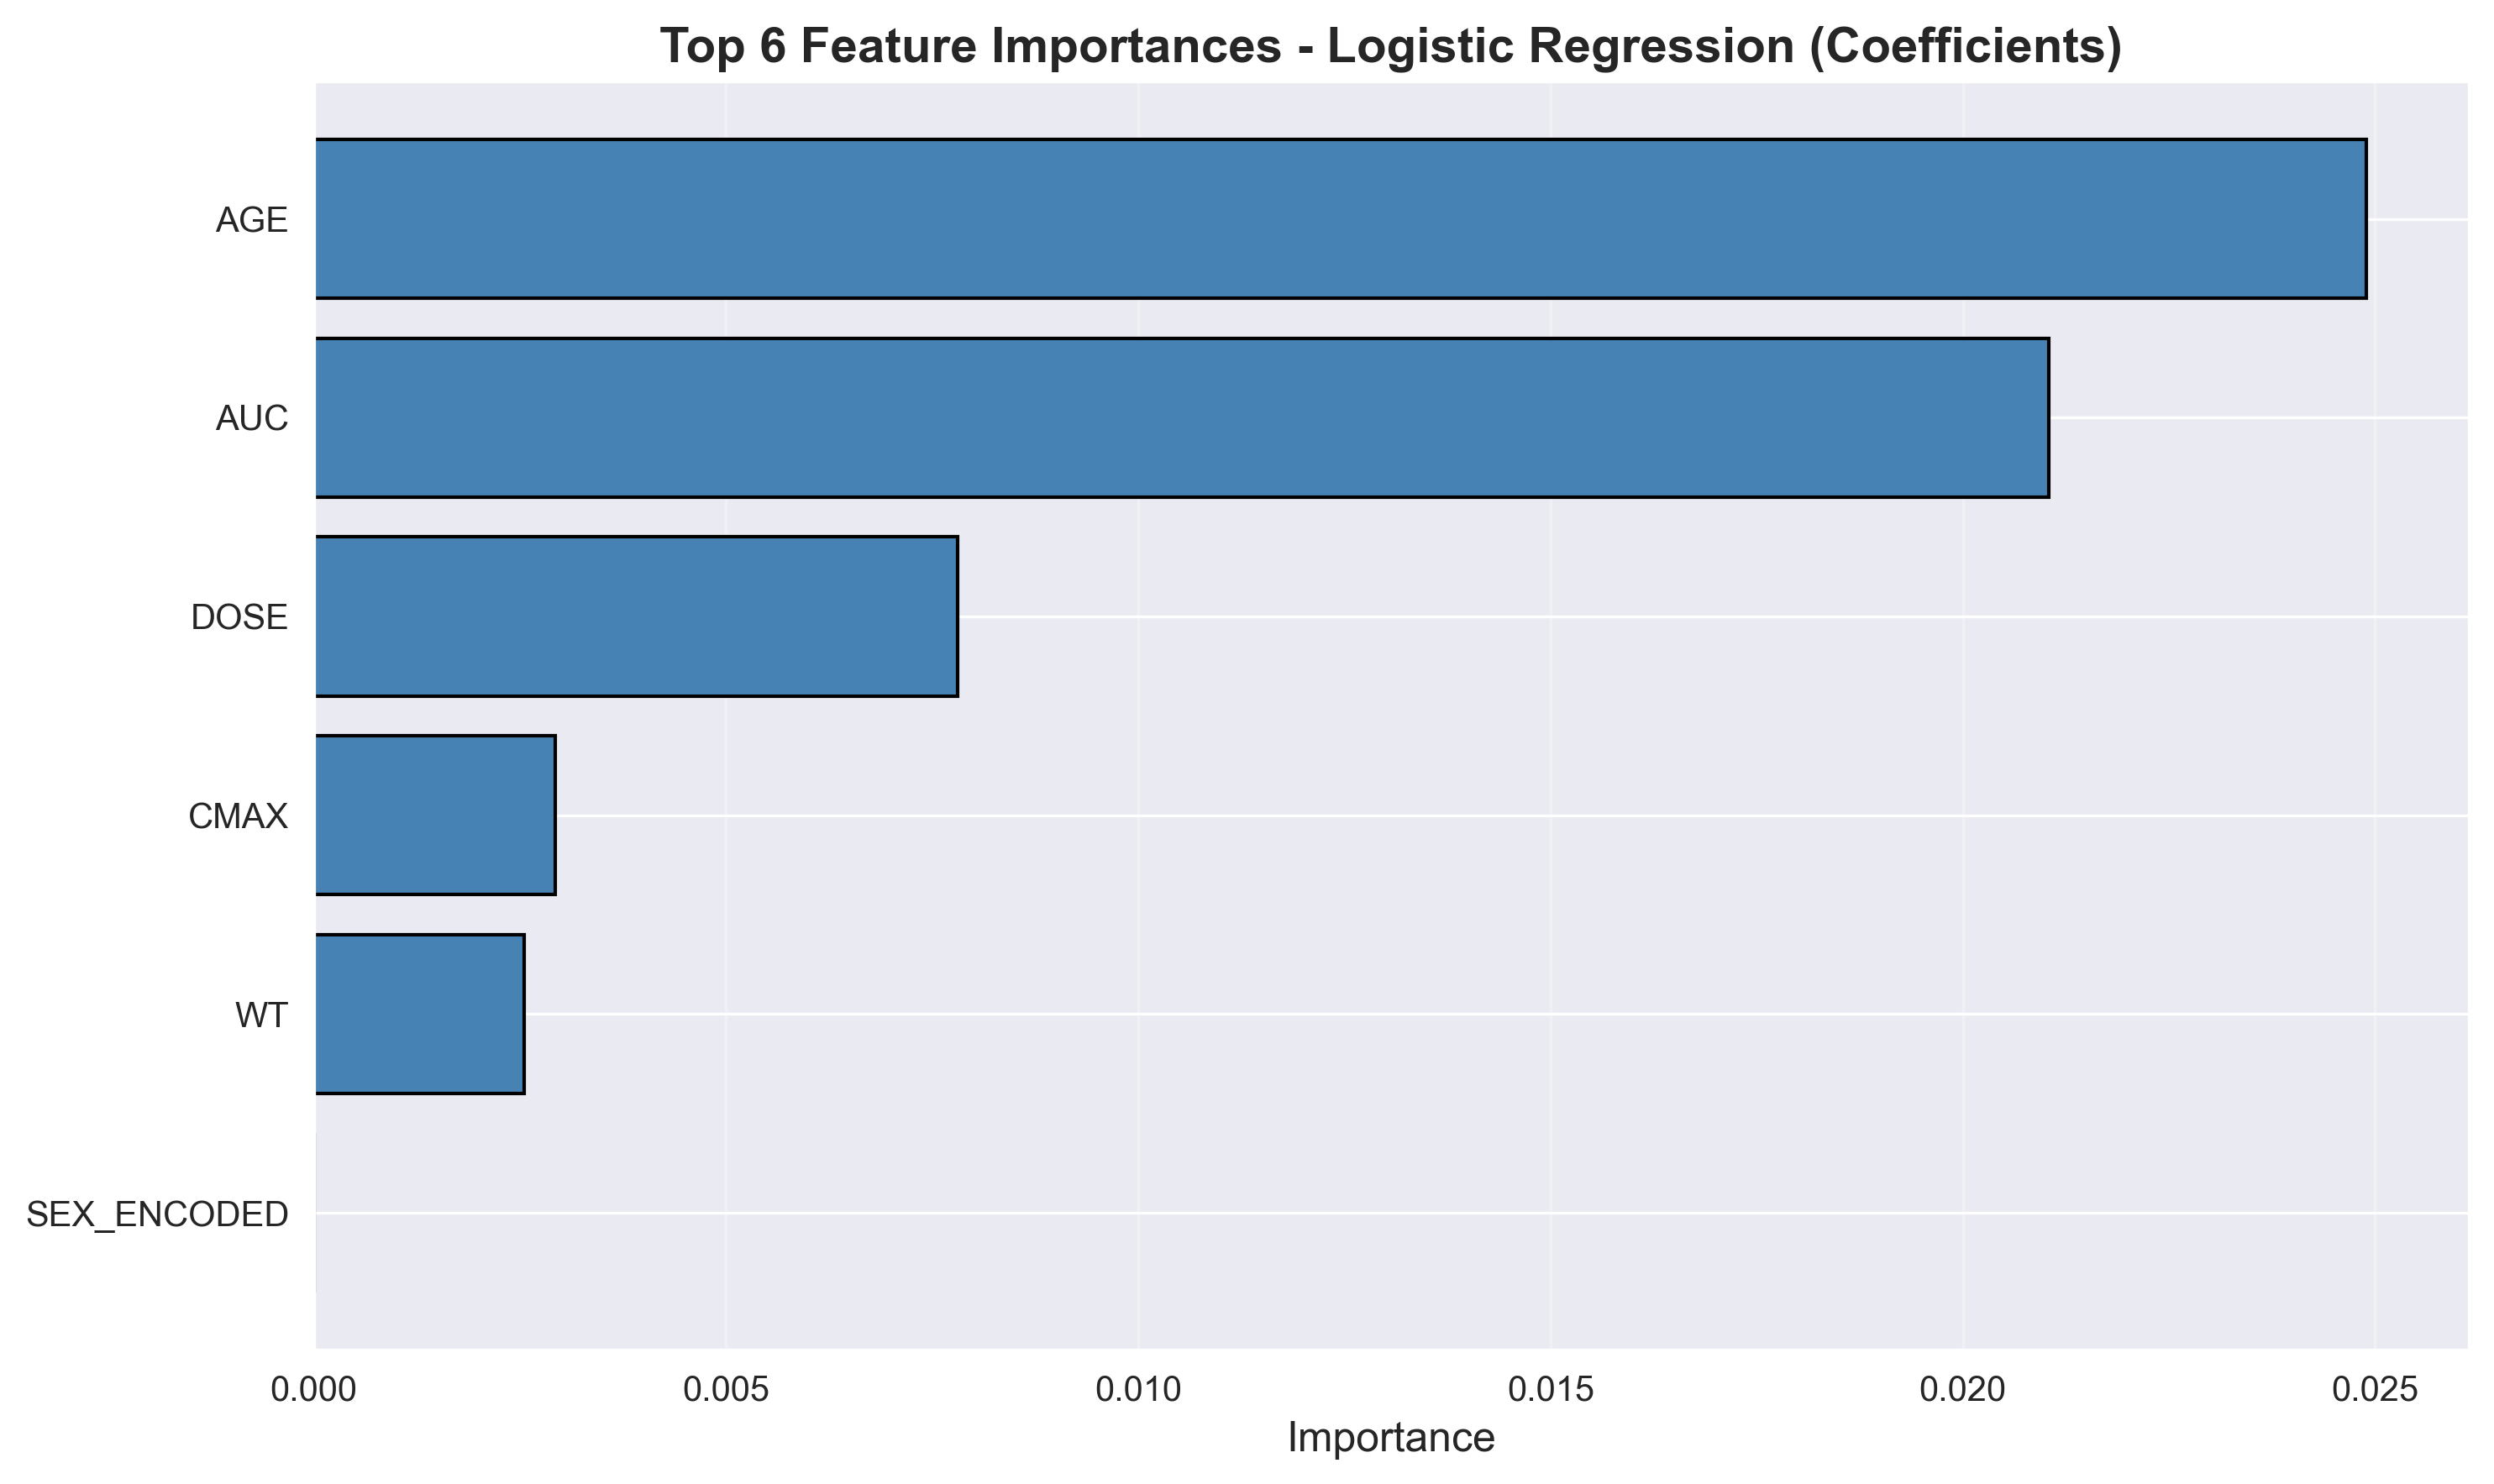 Top 6 Feature Importances - Logistic Regression (Coefficients)
AGE
AUC
DOSE
CMAX
WT
SEX_ENCODED
0.000 0.005 0.010 0.015 0.020 0.025
Importance